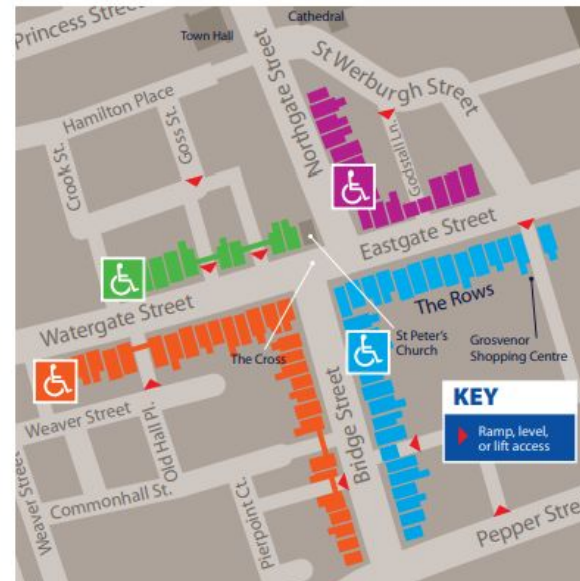 Princess Street
Town Hall
Cathedral
St Werburgh Street
Northgate Street
Hamilton Place
Goss St.
Crook St.
Godstall Ln.
Eastgate Street
Watergate Street
The Rows
The Cross
St Peter's
Church
Grosvenor
Shopping Centre
KEY
Ramp, level,
or lift access
Weaver Street
Old Hall Pl.
Bridge Street
Commonhall St.
Weaver Street
Pierpoint Ct.
Pepper Stre